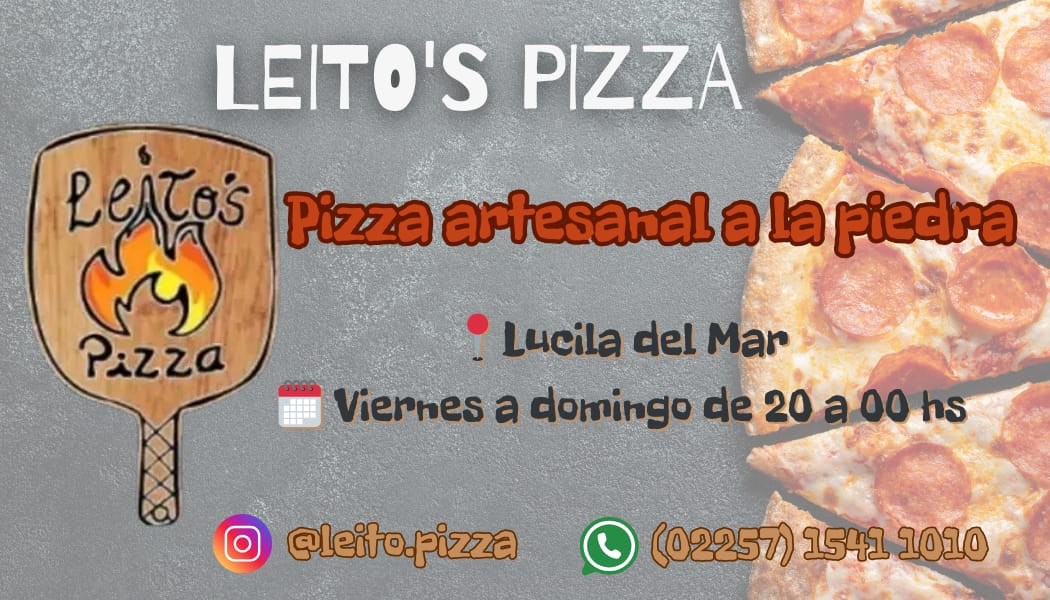 LEITO'S PIZZA
Leito's
Pizza
Pizza artesanal a la piedra
Lucila del Mar
Viernes a domingo de 20 a 00 hs
@leito.pizza
(02257) 1541 1010